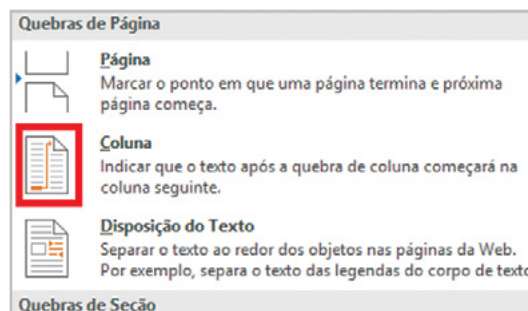 Quebras de Página
Página
Marcar o ponto em que uma página termina e próxima
página começa.
Coluna
Indicar que o texto após a quebra de coluna começará na
coluna seguinte.
Disposição do Texto
Separar o texto ao redor dos objetos nas páginas da Web.
Por exemplo, separa o texto das legendas do corpo de texto
Quebras de Seção